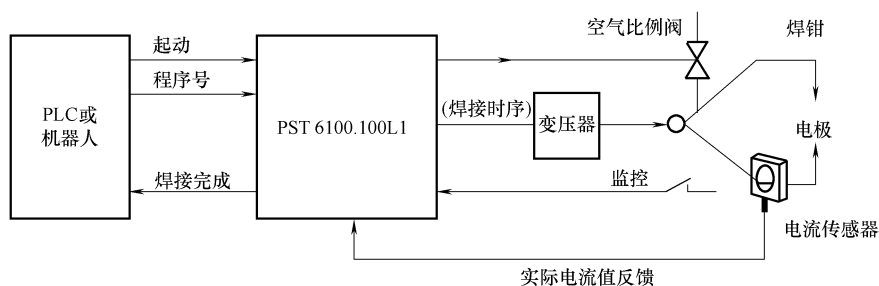 空气比例阀
焊钳
起动
程序号
PLC或
机器人
PST 6100.100L1
(焊接时序)
变压器
电极
焊接完成
监控
电流传感器
实际电流值反馈